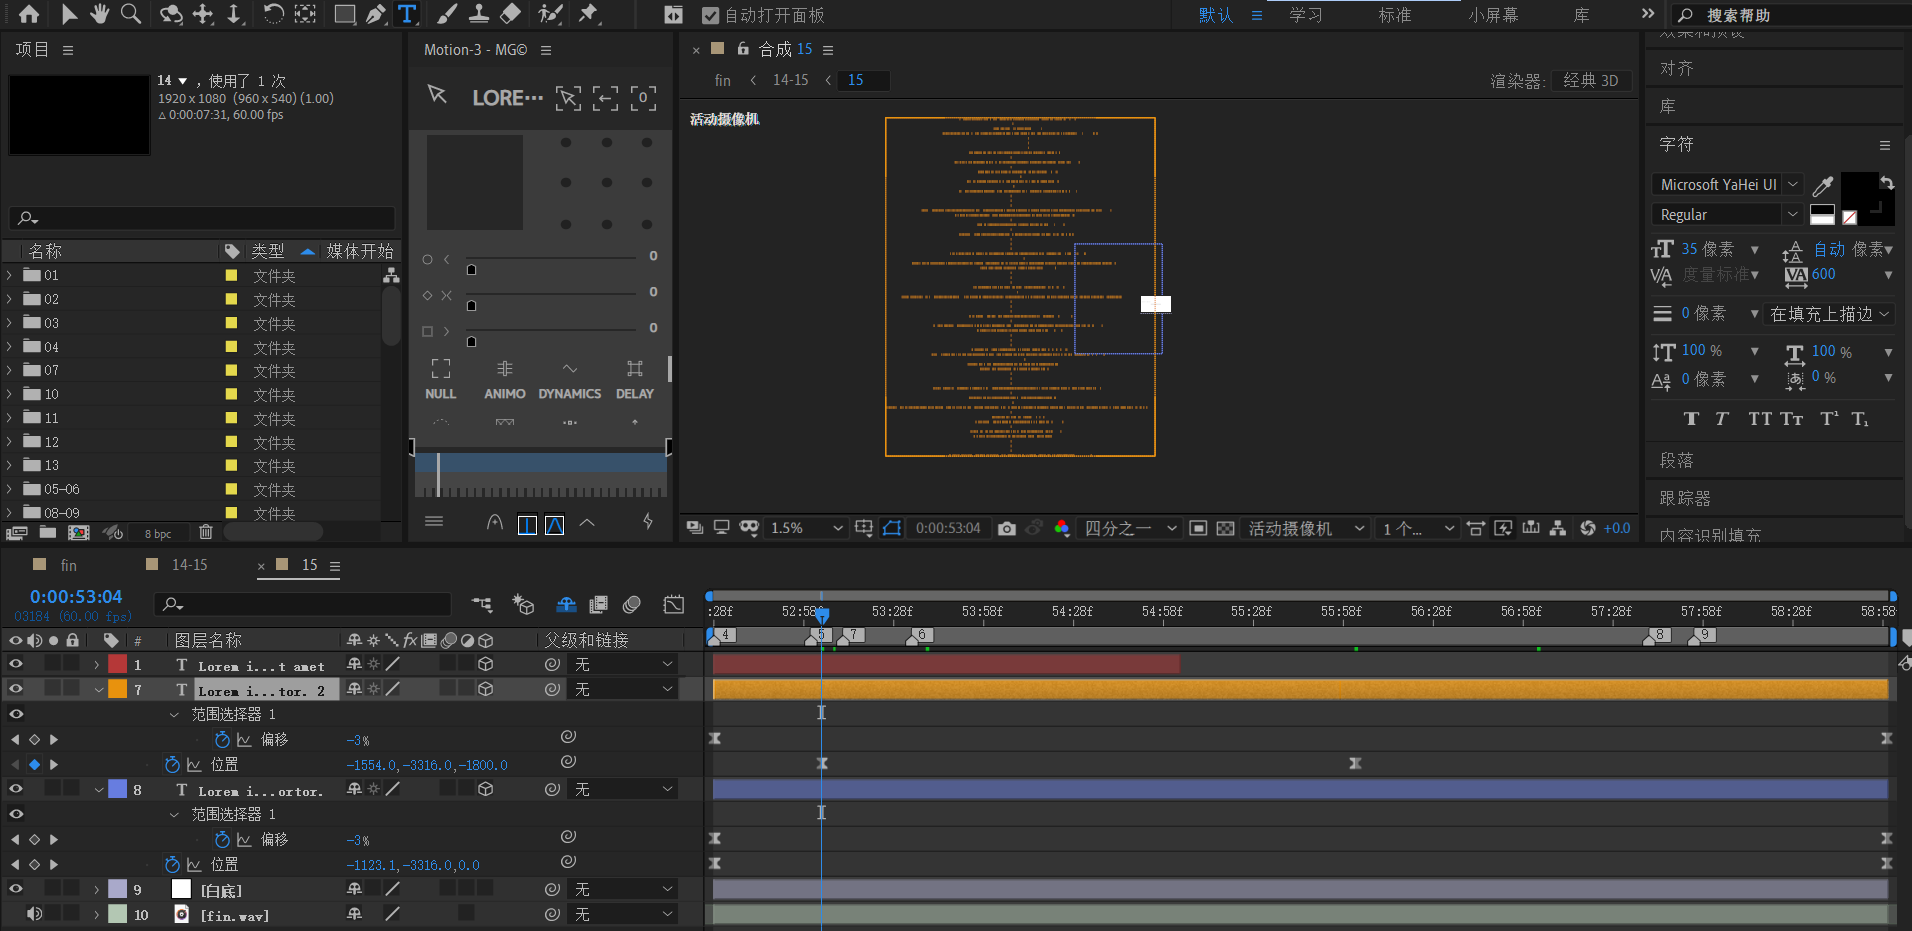 自动打开面板
默认
学习
标准
小屏幕
库
搜索帮助
项目
14 ，使用了 1 次
1920 x 1080 (960 x 540) (1.00)
△ 0:00:07:31, 60.00 fps
名称
类型
媒体开始
01 文件夹
02 文件夹
03 文件夹
04 文件夹
07 文件夹
10 文件夹
11 文件夹
12 文件夹
13 文件夹
05-06 文件夹
08-09 文件夹
8 bpc
Motion-3 - MG©
LORE···
0
0
0
0
NULL
ANIMO
DYNAMICS
DELAY
合成 15
fin
14-15
15
渲染器:
经典 3D
活动摄像机
1.5%
0:00:53:04
四分之一
活动摄像机
1个...
+0.0
效果和预设
对齐
库
字符
Microsoft YaHei UI
Regular
35 像素
自动 像素
度量标准
600
0 像素
在填充上描边
100 %
100 %
0 像素
0 %
段落
跟踪器
内容识别填充
fin
14-15
15
0:00:53:04
03184 (60.00 fps)
:28f
52:58f
53:28f
53:58f
54:28f
54:58f
55:28f
55:58f
56:28f
56:58f
57:28f
57:58f
58:28f
58:58
#
图层名称
父级和链接
4
5
7
6
8
9
1 T Lorem i...t amet 无
7 T Lorem i...tor. 2 无
范围选择器 1
偏移 -3%
位置 -1554.0,-3316.0,-1800.0
8 T Lorem i...ortor. 无
范围选择器 1
偏移 -3%
位置 -1123.1,-3316.0,0.0
9 [白底] 无
10 [fin.wav] 无